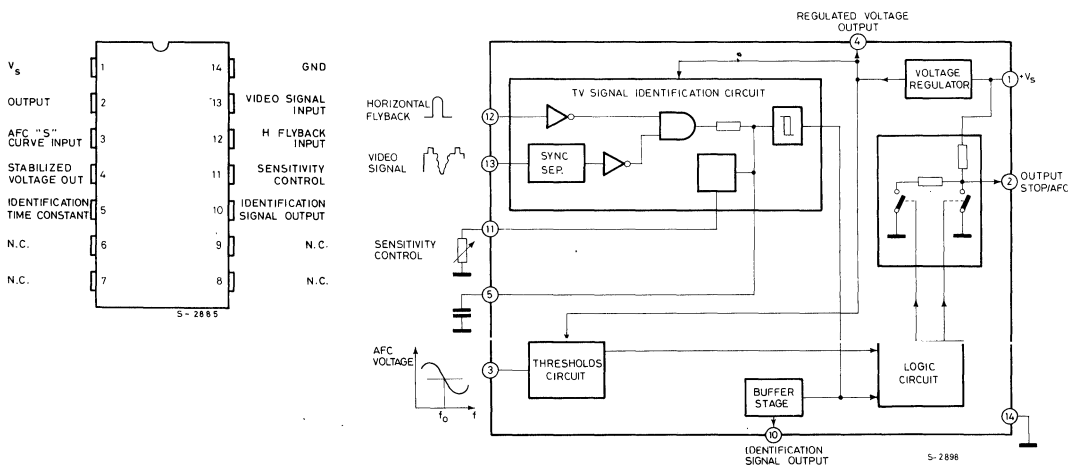 Vs 1 14 GND
OUTPUT 2 13 VIDEO SIGNAL
INPUT
AFC "S"
CURVE INPUT 3 12 H FLYBACK
INPUT
STABILIZED
VOLTAGE OUT 4 11 SENSITIVITY
CONTROL
IDENTIFICATION
TIME CONSTANT 5 10 IDENTIFICATION
SIGNAL OUTPUT
N.C. 6 9 N.C.
N.C. 7 8 N.C.
S-2885
REGULATED VOLTAGE
OUTPUT
4
VOLTAGE
REGULATOR
1 +Vs
TV SIGNAL IDENTIFICATION CIRCUIT
HORIZONTAL
FLYBACK
12
VIDEO
SIGNAL
13
SYNC
SEP.
2
OUTPUT
STOP/AFC
11
SENSITIVITY
CONTROL
5
AFC
VOLTAGE
fo
f
3
THRESHOLDS
CIRCUIT
LOGIC
CIRCUIT
BUFFER
STAGE
14
10
IDENTIFICATION
SIGNAL OUTPUT
S-2898